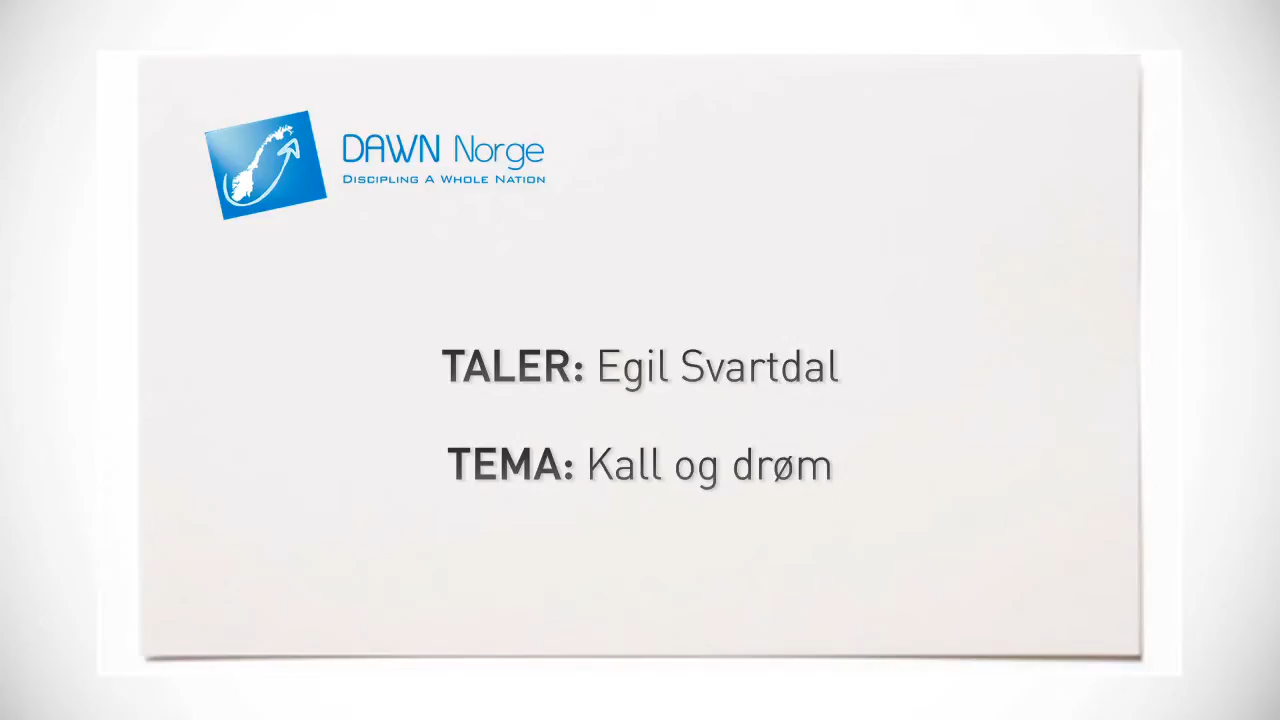 DAWN Norge
Discipling A Whole Nation
TALER: Egil Svartdal
TEMA: Kall og drøm